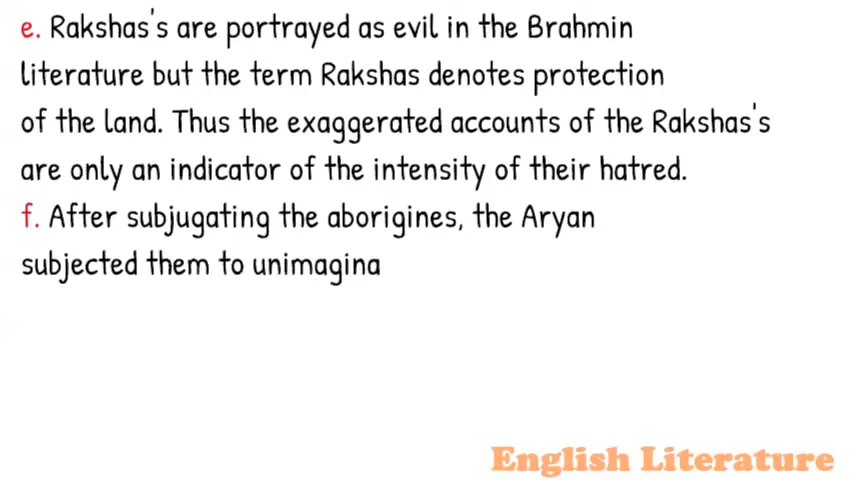 e. Rakshas's are portrayed as evil in the Brahmin
literature but the term Rakshas denotes protection
of the land. Thus the exaggerated accounts of the Rakshas's
are only an indicator of the intensity of their hatred.
f. After subjugating the aborigines, the Aryan
subjected them to unimagina
English Literature